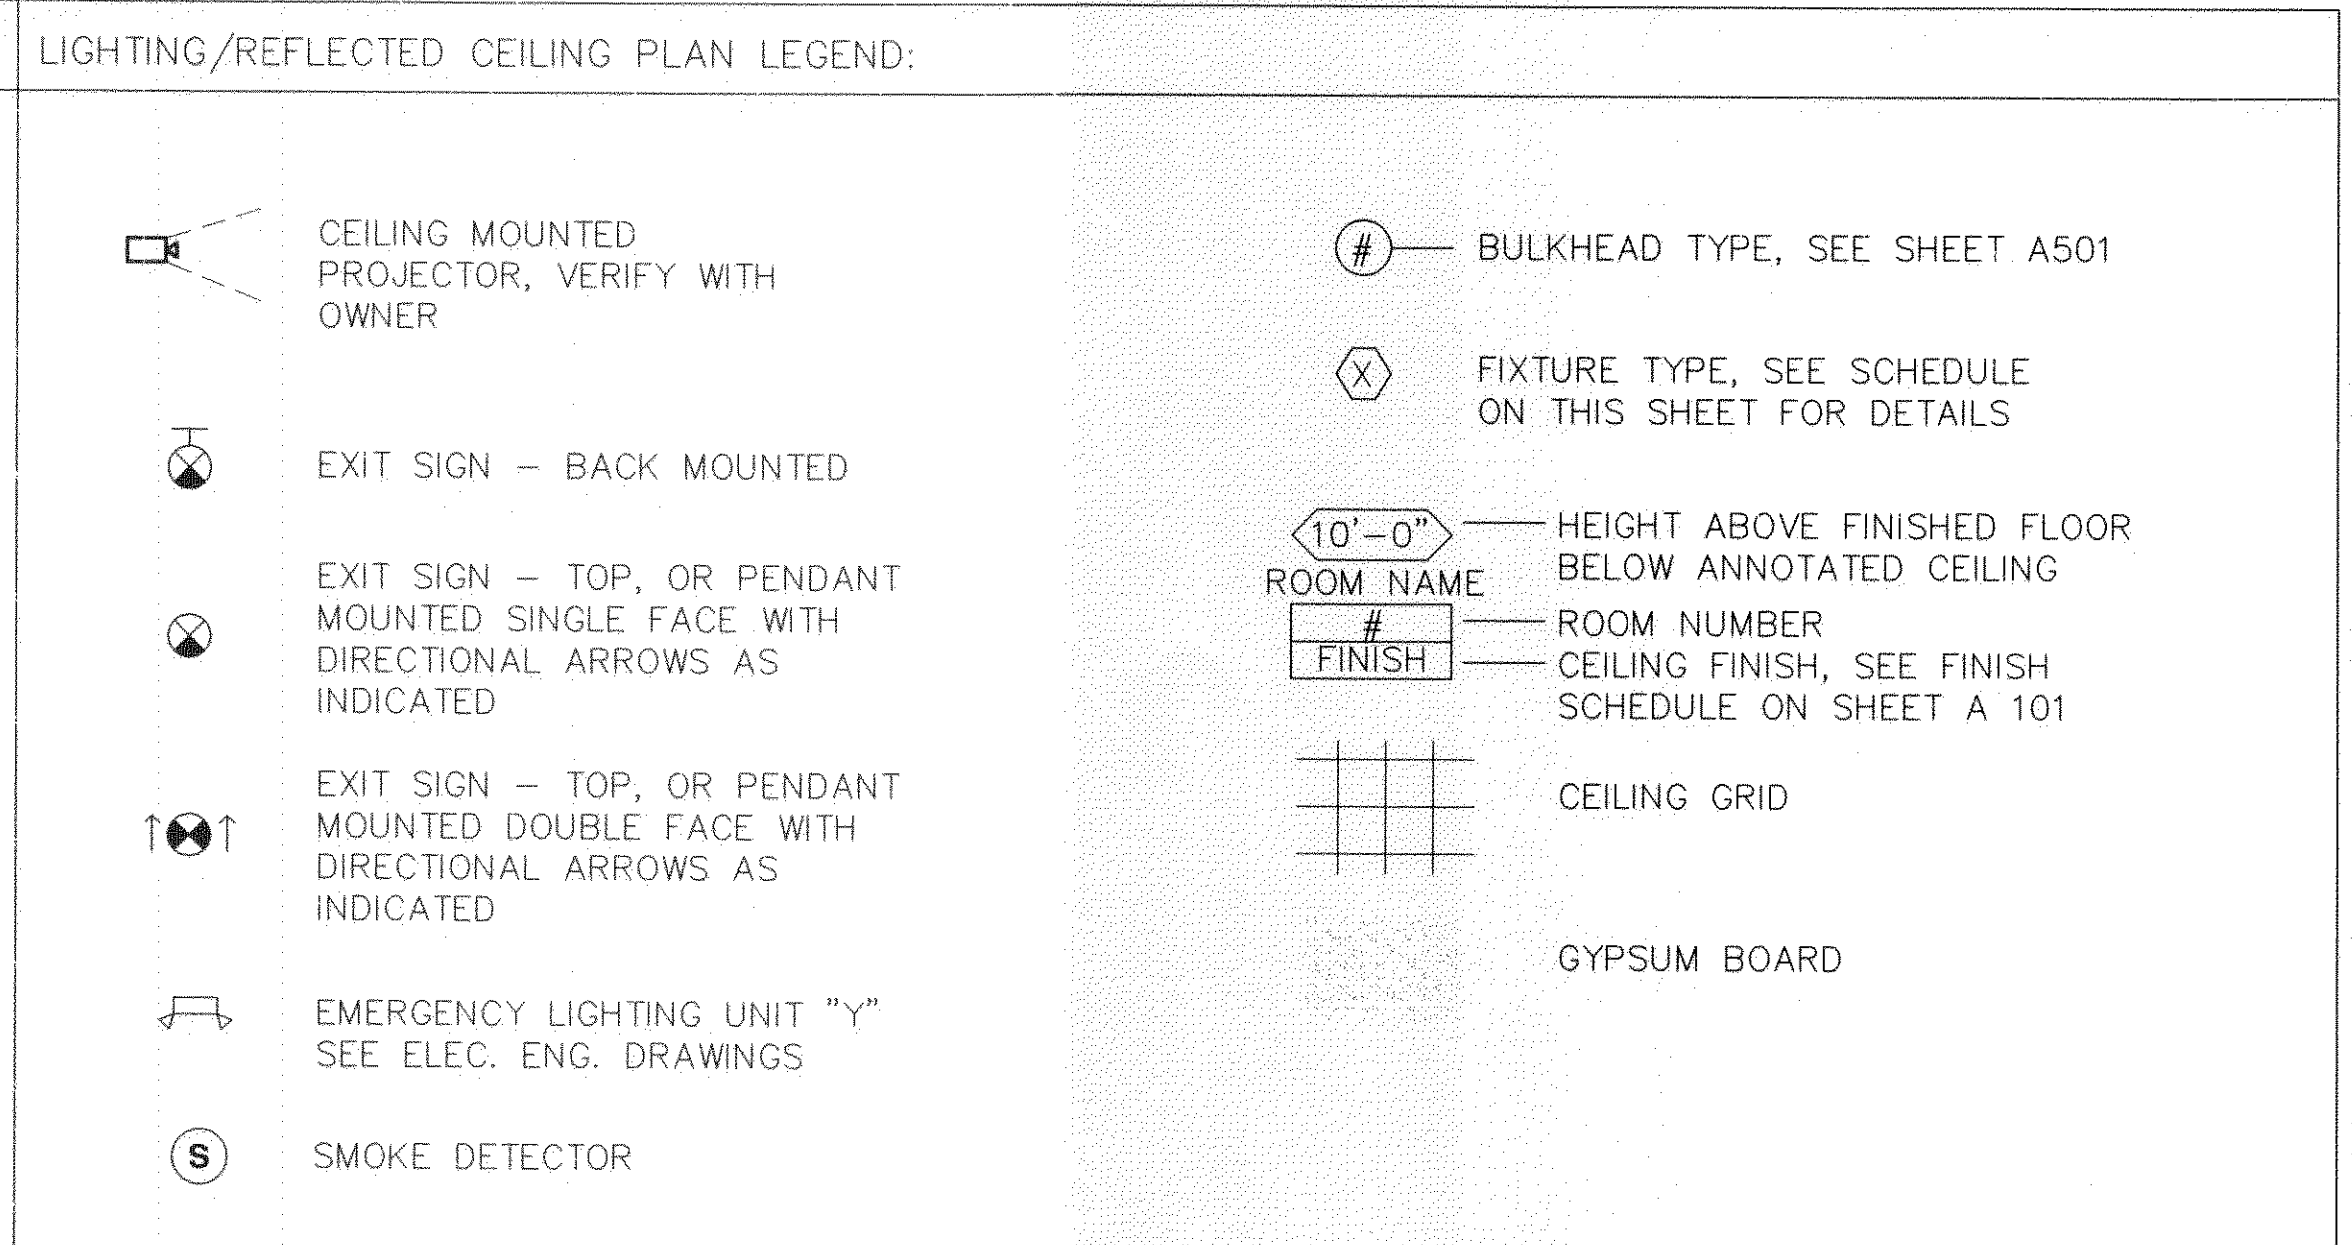 LIGHTING/REFLECTED CEILING PLAN LEGEND:
CEILING MOUNTED
PROJECTOR, VERIFY WITH
OWNER
EXIT SIGN – BACK MOUNTED
EXIT SIGN – TOP, OR PENDANT
MOUNTED SINGLE FACE WITH
DIRECTIONAL ARROWS AS
INDICATED
EXIT SIGN – TOP, OR PENDANT
MOUNTED DOUBLE FACE WITH
DIRECTIONAL ARROWS AS
INDICATED
EMERGENCY LIGHTING UNIT "Y"
SEE ELEC. ENG. DRAWINGS
S
SMOKE DETECTOR
#
BULKHEAD TYPE, SEE SHEET A501
X
FIXTURE TYPE, SEE SCHEDULE
ON THIS SHEET FOR DETAILS
10'–0"
HEIGHT ABOVE FINISHED FLOOR
BELOW ANNOTATED CEILING
ROOM NAME
#
ROOM NUMBER
FINISH
CEILING FINISH, SEE FINISH
SCHEDULE ON SHEET A 101
CEILING GRID
GYPSUM BOARD